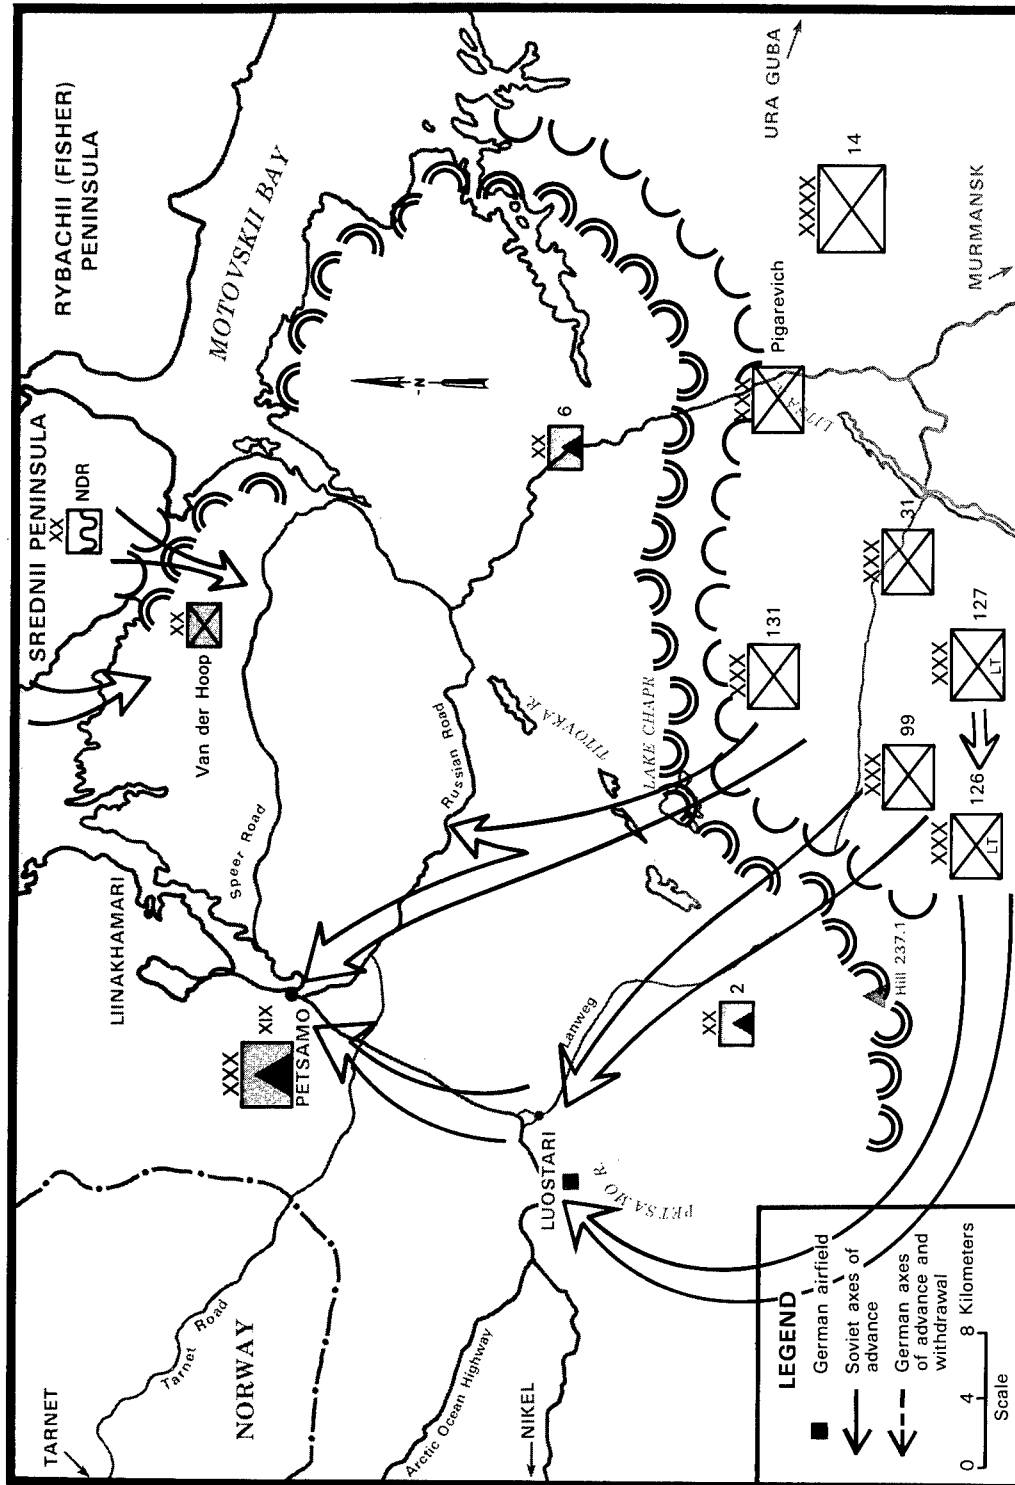 TARNET
Tarnet Road
NORWAY
Arctic Ocean Highway
NIKEL
LIINAKHAMARI
XXX
XIX
PETSAMO
LUOSTARI
PETSAMO R.
Lanweg
XX
2
Hill 237.1
Speer Road
Russian Road
SREDNII PENINSULA
XX
NDR
XX
Van der Hoop
RYBACHII (FISHER)
PENINSULA
MOTOVSKII BAY
-N-
XX
6
TITOVKA R.
LAKE CHAPR
XXX
131
XXX
Pigarevich
LITSA
XXX
31
XXX
99
XXX
127
LT
XXX
126
LT
XXXX
14
URA GUBA
MURMANSK
LEGEND
German airfield
Soviet axes of
advance
German axes
of advance and
withdrawal
0 4 8 Kilometers
Scale